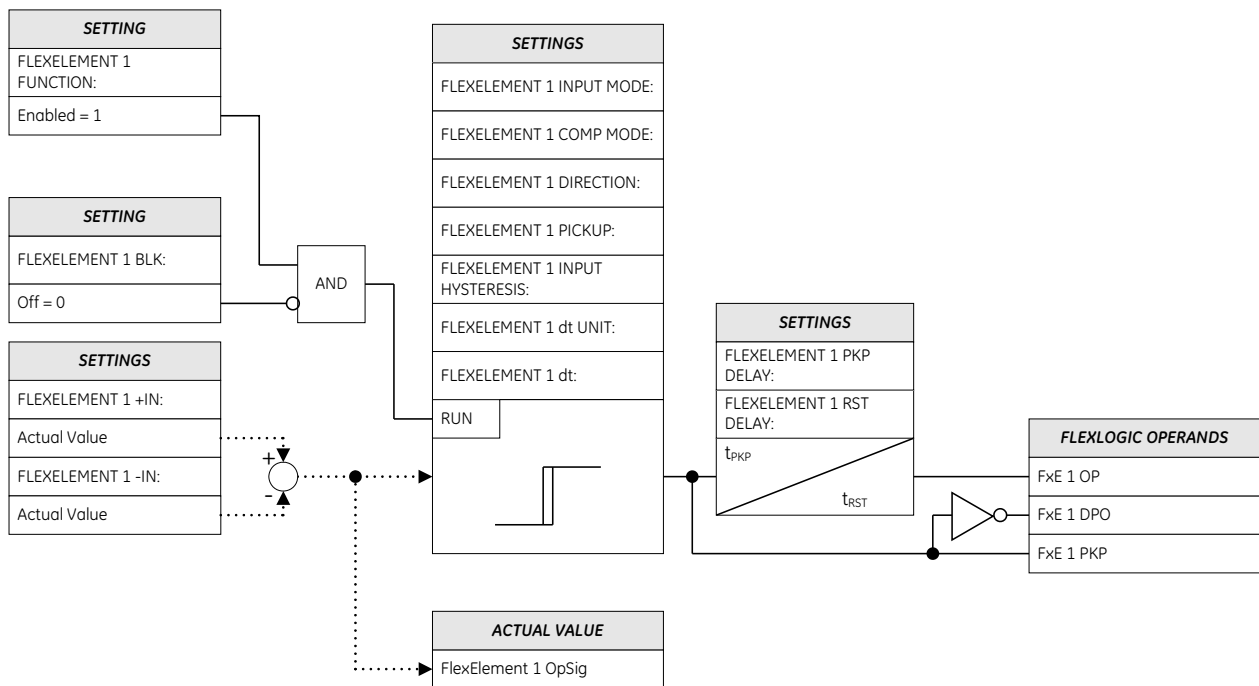 SETTING
FLEXELEMENT 1
FUNCTION:
Enabled = 1
SETTING
FLEXELEMENT 1 BLK:
Off = 0
SETTINGS
FLEXELEMENT 1 +IN:
Actual Value
FLEXELEMENT 1 -IN:
Actual Value
AND
+
-
SETTINGS
FLEXELEMENT 1 INPUT MODE:
FLEXELEMENT 1 COMP MODE:
FLEXELEMENT 1 DIRECTION:
FLEXELEMENT 1 PICKUP:
FLEXELEMENT 1 INPUT
HYSTERESIS:
FLEXELEMENT 1 dt UNIT:
FLEXELEMENT 1 dt:
RUN
ACTUAL VALUE
FlexElement 1 OpSig
SETTINGS
FLEXELEMENT 1 PKP
DELAY:
FLEXELEMENT 1 RST
DELAY:
tPKP
tRST
FLEXLOGIC OPERANDS
FxE 1 OP
FxE 1 DPO
FxE 1 PKP